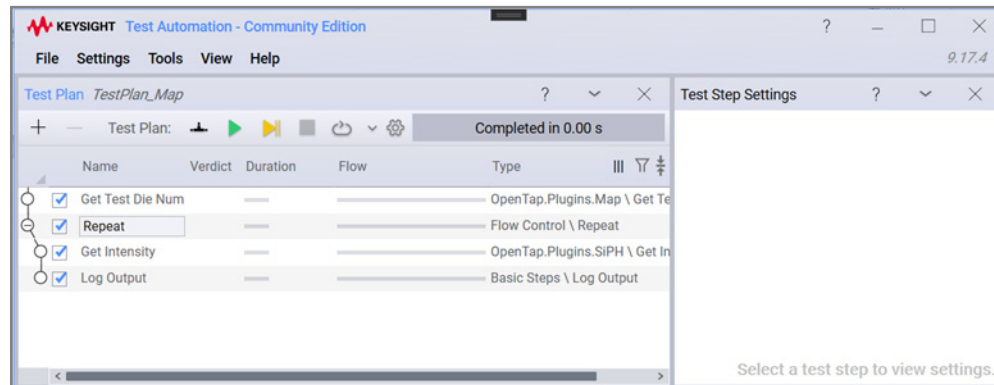 KEYSIGHT Test Automation - Community Edition
File Settings Tools View Help 9.17.4
Test Plan TestPlan_Map
Test Step Settings
Test Plan: Completed in 0.00 s
Name Verdict Duration Flow Type
Get Test Die Num OpenTap.Plugins.Map \ Get Te
Repeat Flow Control \ Repeat
Get Intensity OpenTap.Plugins.SiPH \ Get In
Log Output Basic Steps \ Log Output
Select a test step to view settings.